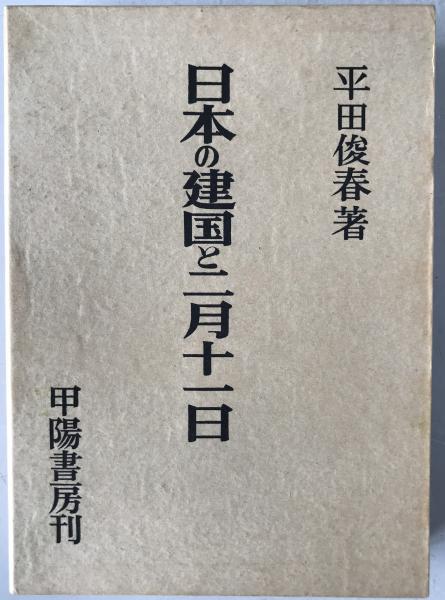 平田俊春著
日本の建国と二月十一日
甲陽書房刊